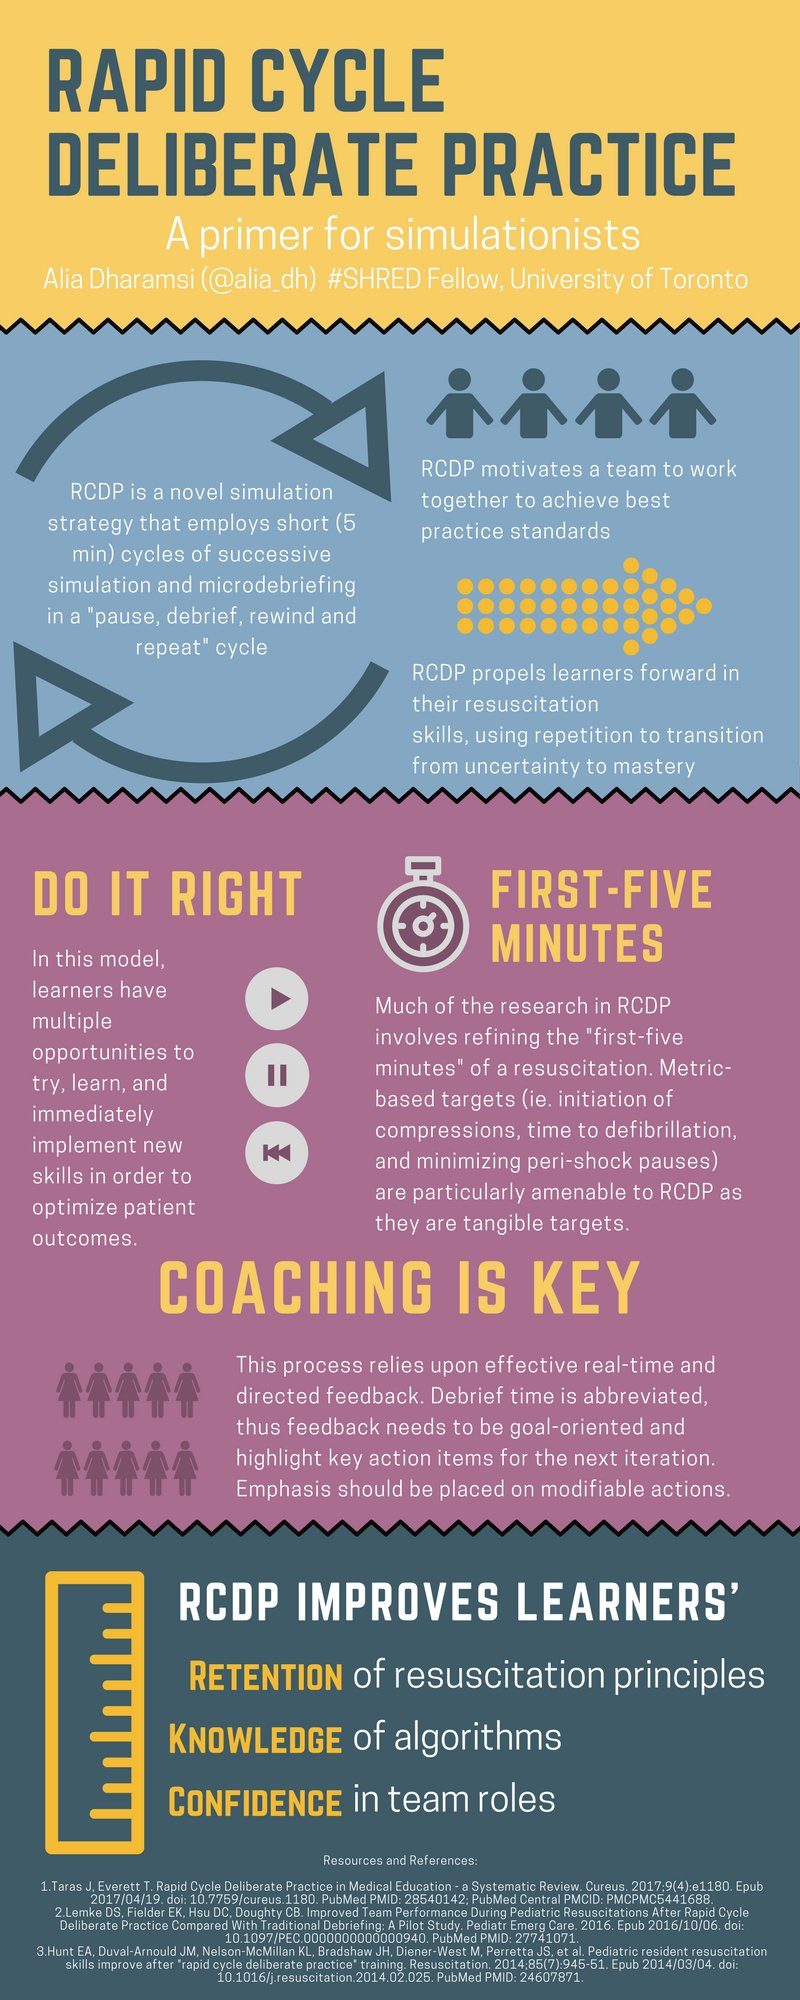 RAPID CYCLE
DELIBERATE PRACTICE
A primer for simulationists
Alia Dharamsi (@alia_dh) #SHRED Fellow, University of Toronto
RCDP is a novel simulation
strategy that employs short (5
min) cycles of successive
simulation and microdebriefing
in a "pause, debrief, rewind and
repeat" cycle
RCDP motivates a team to work
together to achieve best
practice standards
RCDP propels learners forward in
their resuscitation
skills, using repetition to transition
from uncertainty to mastery
DO IT RIGHT
In this model,
learners have
multiple
opportunities to
try, learn, and
immediately
implement new
skills in order to
optimize patient
outcomes.
FIRST-FIVE
MINUTES
Much of the research in RCDP
involves refining the "first-five
minutes" of a resuscitation. Metric-
based targets (ie. initiation of
compressions, time to defibrillation,
and minimizing peri-shock pauses)
are particularly amenable to RCDP as
they are tangible targets.
COACHING IS KEY
This process relies upon effective real-time and
directed feedback. Debrief time is abbreviated,
thus feedback needs to be goal-oriented and
highlight key action items for the next iteration.
Emphasis should be placed on modifiable actions.
RCDP IMPROVES LEARNERS'
RETENTION of resuscitation principles
KNOWLEDGE of algorithms
CONFIDENCE in team roles
Resources and References:
1.Taras J, Everett T. Rapid Cycle Deliberate Practice in Medical Education - a Systematic Review. Cureus. 2017;9(4):e1180. Epub
2017/04/19. doi: 10.7759/cureus.1180. PubMed PMID: 28540142; PubMed Central PMCID: PMCPMC5441688.
2.Lemke DS, Fielder EK, Hsu DC, Doughty CB. Improved Team Performance During Pediatric Resuscitations After Rapid Cycle
Deliberate Practice Compared With Traditional Debriefing: A Pilot Study. Pediatr Emerg Care. 2016. Epub 2016/10/06. doi:
10.1097/PEC.0000000000000940. PubMed PMID: 27741071.
3.Hunt EA, Duval-Arnould JM, Nelson-McMillan KL, Bradshaw JH, Diener-West M, Perretta JS, et al. Pediatric resident resuscitation
skills improve after "rapid cycle deliberate practice" training. Resuscitation. 2014;85(7):945-51. Epub 2014/03/04. doi:
10.1016/j.resuscitation.2014.02.025. PubMed PMID: 24607871.